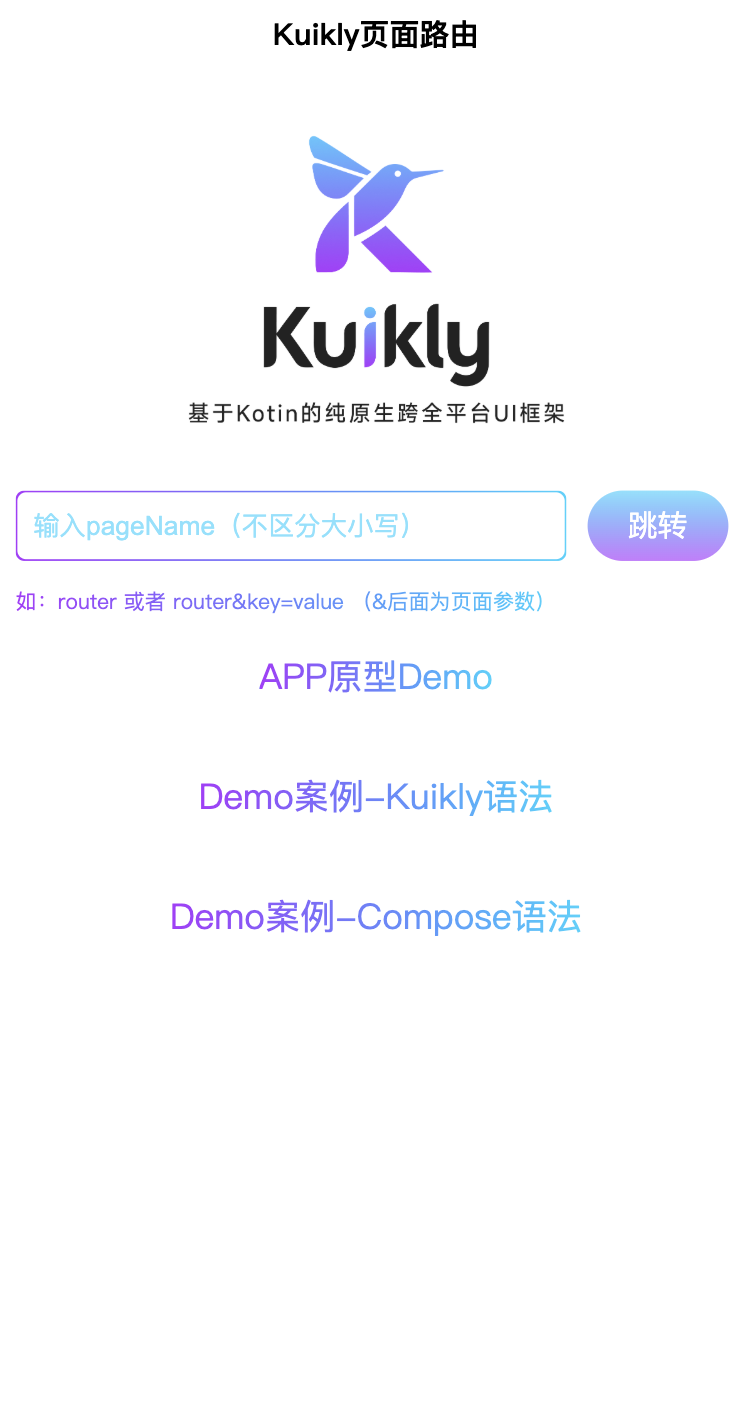 Kuikly页面路由
Kuikly
基于Kotin的纯原生跨全平台UI框架
输入pageName（不区分大小写）
跳转
如：router 或者 router&key=value （&后面为页面参数）
APP原型Demo
Demo案例-Kuikly语法
Demo案例-Compose语法